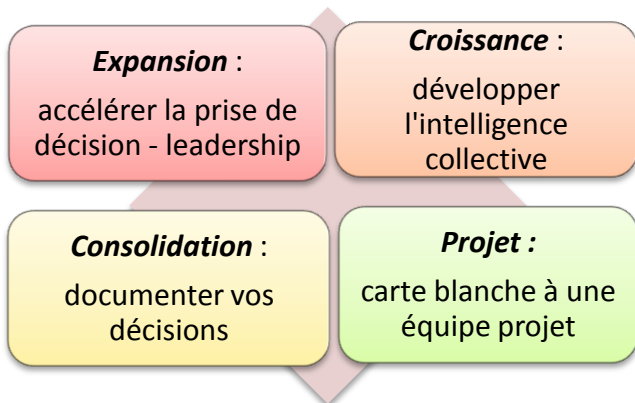 Expansion :
accélérer la prise de
décision - leadership
Croissance :
développer
l'intelligence
collective
Consolidation :
documenter vos
décisions
Projet :
carte blanche à une
équipe projet